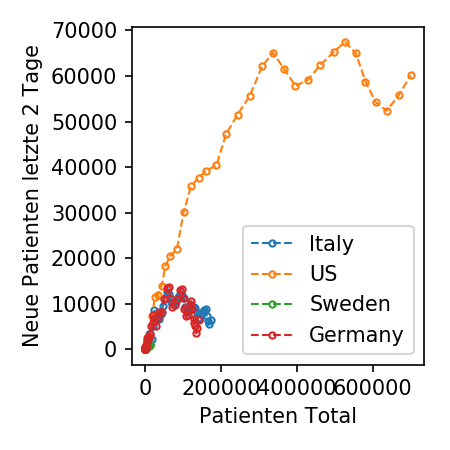 70000
60000
50000
40000
30000
20000
10000
0
Neue Patienten letzte 2 Tage
Italy
US
Sweden
Germany
0 200000 400000 600000
Patienten Total